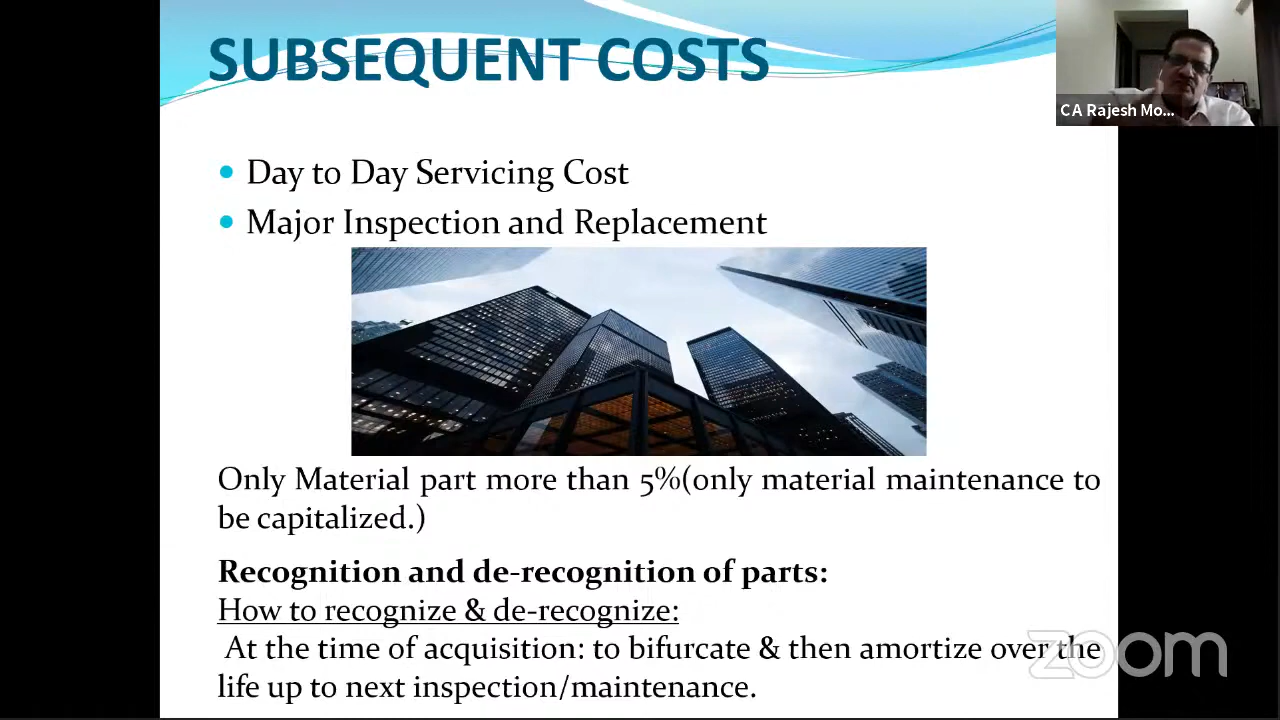 SUBSEQUENT COSTS
CA Rajesh Mo...
Day to Day Servicing Cost
Major Inspection and Replacement
Only Material part more than 5%(only material maintenance to
be capitalized.)
Recognition and de-recognition of parts:
How to recognize & de-recognize:
At the time of acquisition: to bifurcate & then amortize over the
life up to next inspection/maintenance.
zoom